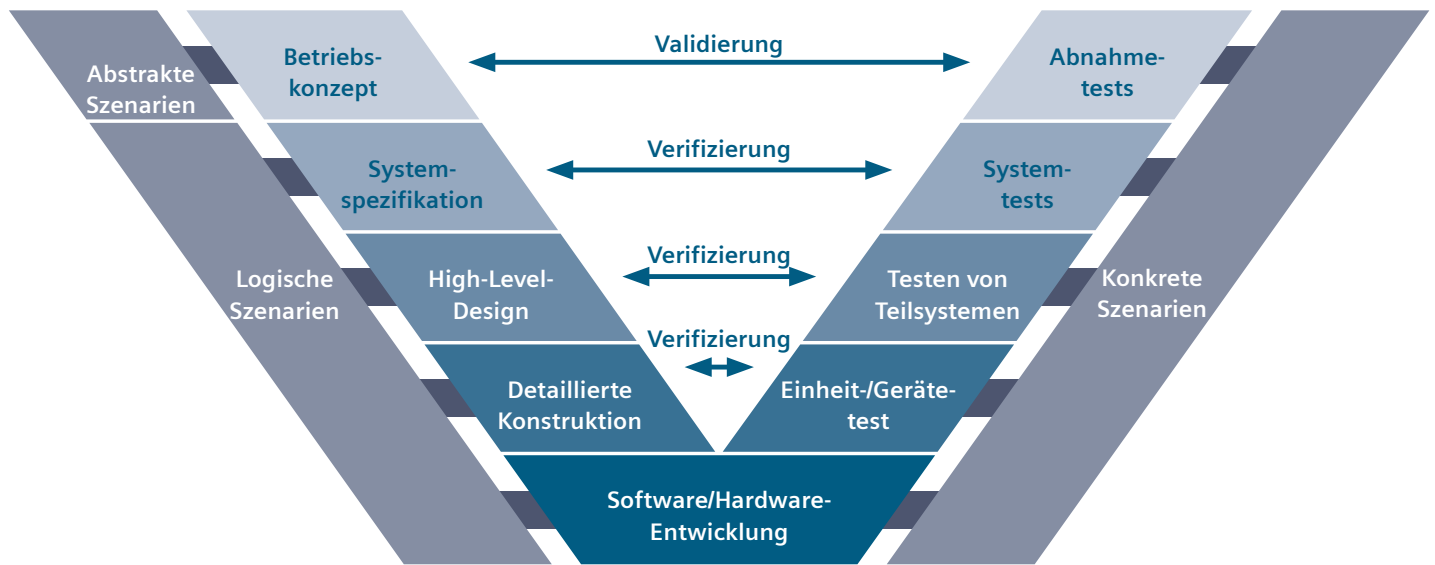 Validierung
Betriebs-
konzept
Abnahme-
tests
Abstrakte
Szenarien
Verifizierung
System-
spezifikation
System-
tests
Verifizierung
Logische
Szenarien
High-Level-
Design
Testen von
Teilsystemen
Konkrete
Szenarien
Verifizierung
Detaillierte
Konstruktion
Einheit-/Geräte-
test
Software/Hardware-
Entwicklung